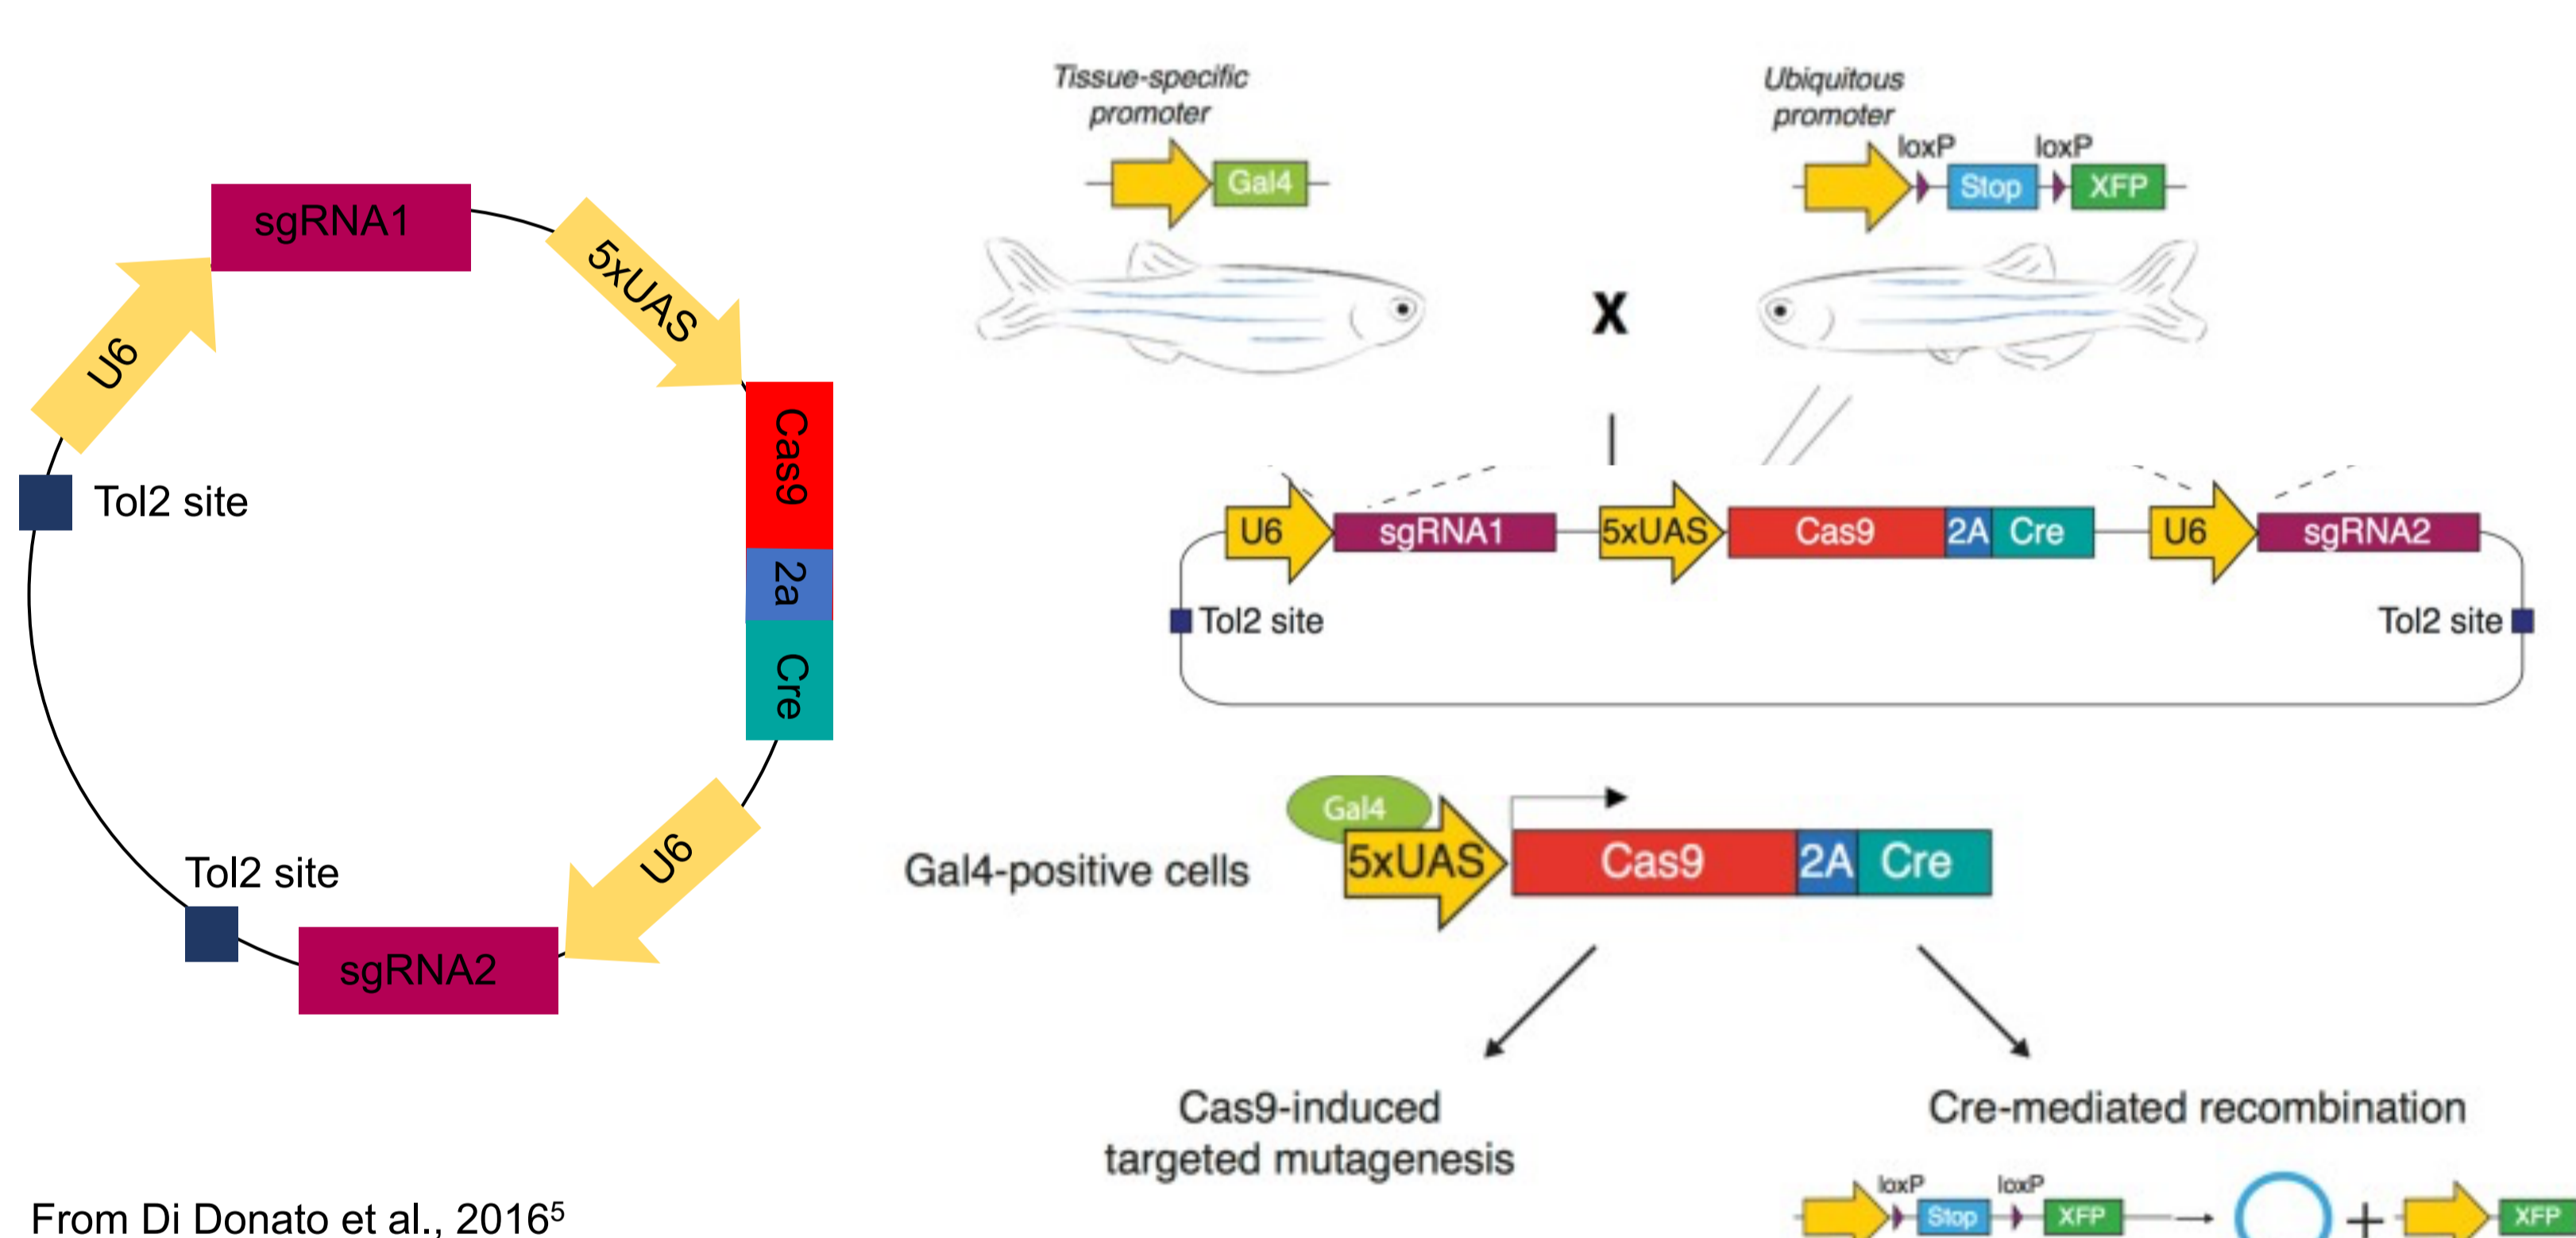 sgRNA1
5xUAS
U6
Cas9
2a
Cre
Tol2 site
U6
Tol2 site
sgRNA2
From Di Donato et al., 2016⁵
Tissue-specific
promoter
Gal4
Ubiquitous
promoter
loxP
loxP
Stop
XFP
X
U6
sgRNA1
5xUAS
Cas9
2A
Cre
U6
sgRNA2
Tol2 site
Tol2 site
Gal4
Gal4-positive cells
5xUAS
Cas9
2A
Cre
Cas9-induced
targeted mutagenesis
Cre-mediated recombination
loxP
loxP
Stop
XFP
+
XFP